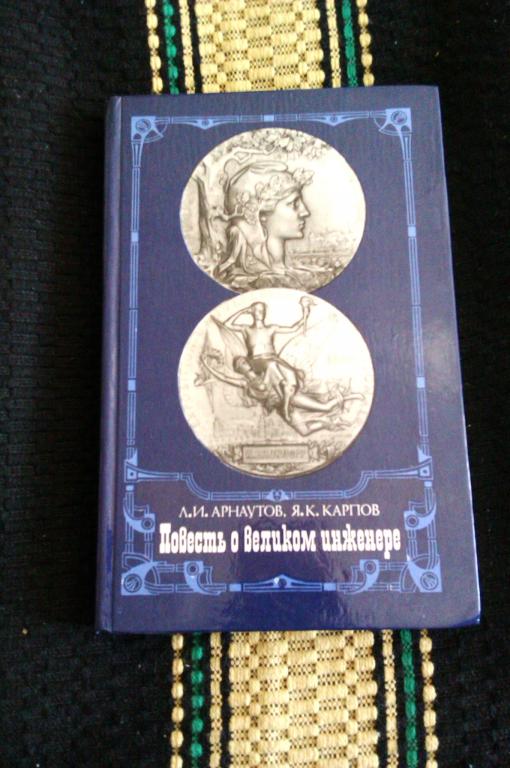 Л.И. АРНАУТОВ, Я.К. КАРПОВ
Повесть о великом инженере